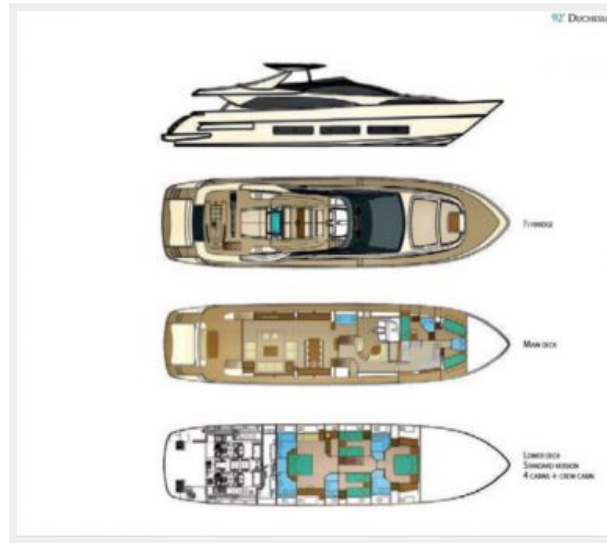 92' DUCHESSA
FLYBRIDGE
MAIN DECK
LOWER DECK
STANDARD VERSION
4 CABINS + CREW CABIN